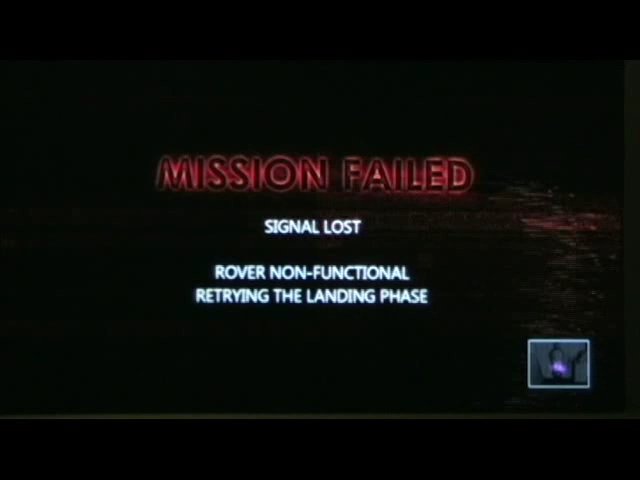 MISSION FAILED
SIGNAL LOST
ROVER NON-FUNCTIONAL
RETRYING THE LANDING PHASE